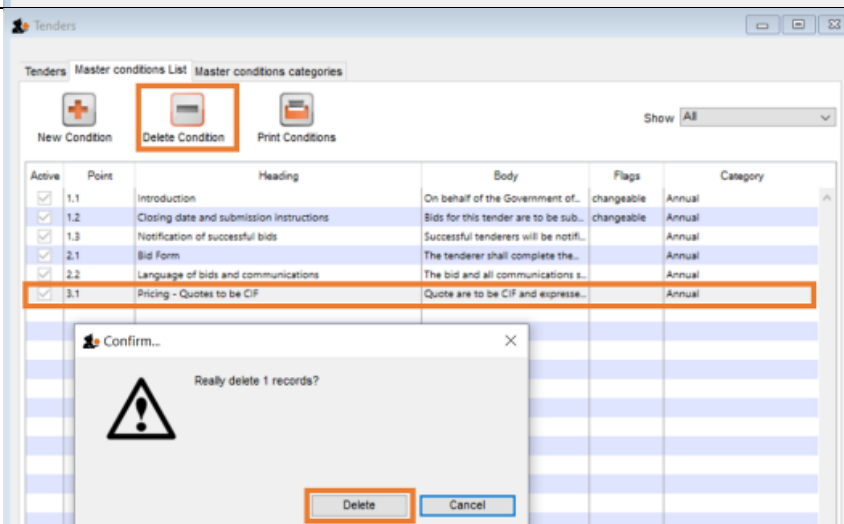 Tenders
Tenders Master conditions List Master conditions categories
New Condition Delete Condition Print Conditions Show All
Active Point Heading Body Flags Category
1.1 Introduction On behalf of the Government of... changeable Annual
1.2 Closing date and submission instructions Bids for this tender are to be sub... changeable Annual
1.3 Notification of successful bids Successful tenderers will be notifi... Annual
2.1 Bid Form The tenderer shall complete the... Annual
2.2 Language of bids and communications The bid and all communications s... Annual
3.1 Pricing - Quotes to be CIF Quote are to be CIF and expresse... Annual
Confirm...
Really delete 1 records?
Delete Cancel